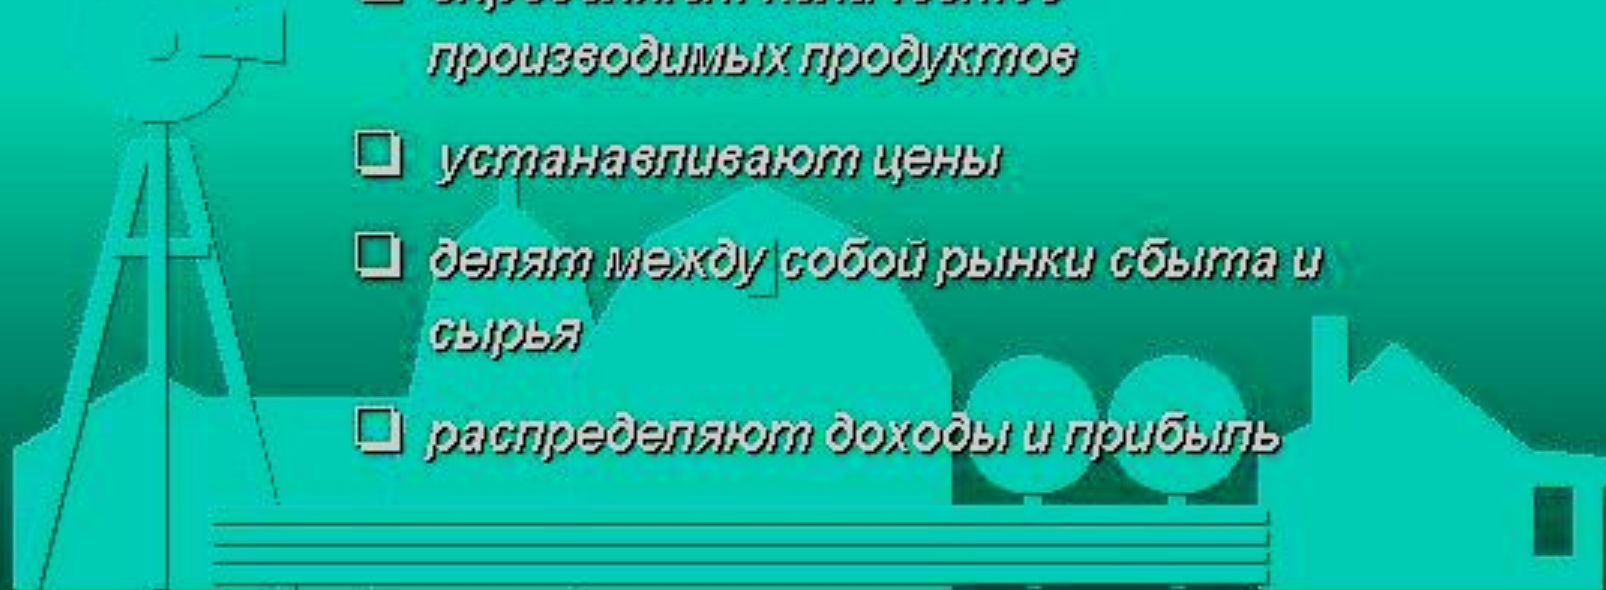 производимых продуктов
устанавливают цены
делят между собой рынки сбыта и
сырья
распределяют доходы и прибыль